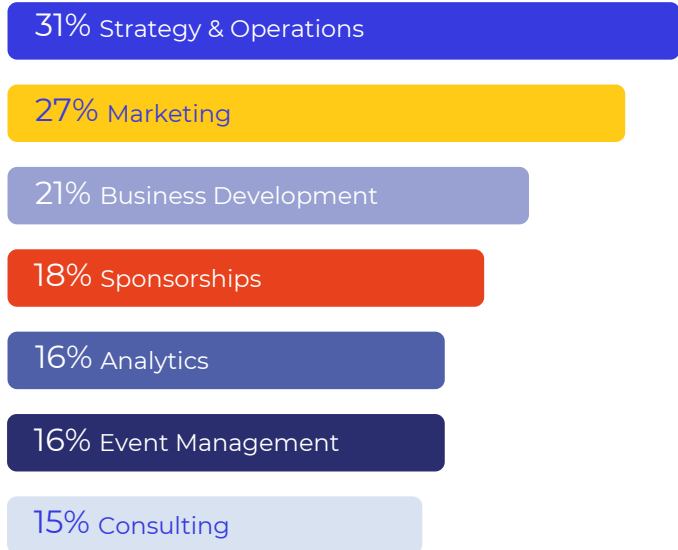 31% Strategy & Operations
27% Marketing
21% Business Development
18% Sponsorships
16% Analytics
16% Event Management
15% Consulting